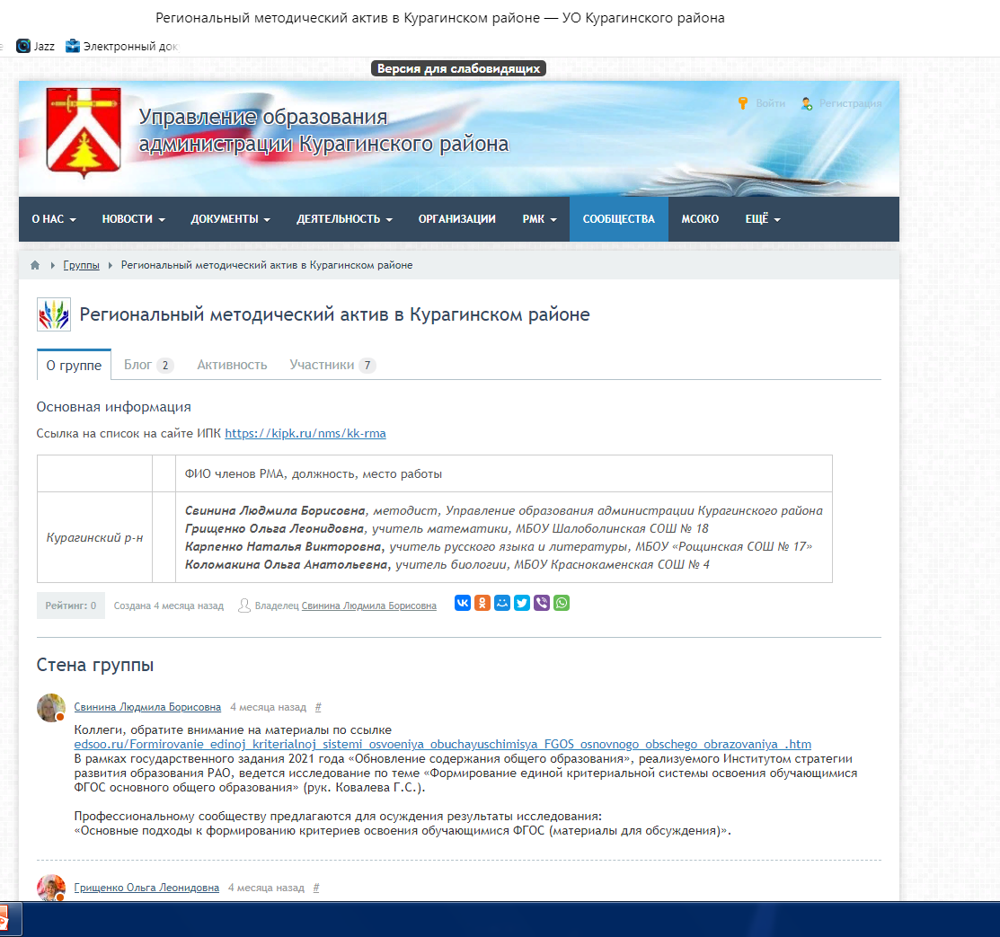 Региональный методический актив в Курагинском районе — УО Курагинского района
Jazz Электронный док
Версия для слабовидящих
Управление образования
администрации Курагинского района
Войти Регистрация
О НАС НОВОСТИ ДОКУМЕНТЫ ДЕЯТЕЛЬНОСТЬ ОРГАНИЗАЦИИ РМК СООБЩЕСТВА МСОКО ЕЩЁ
Группы Региональный методический актив в Курагинском районе
Региональный методический актив в Курагинском районе
О группе Блог 2 Активность Участники 7
Основная информация
Ссылка на список на сайте ИПК https://kipk.ru/nms/kk-rma
ФИО членов РМА, должность, место работы
Курагинский р-н
Свинина Людмила Борисовна, методист, Управление образования администрации Курагинского района
Грищенко Ольга Леонидовна, учитель математики, МБОУ Шалоболинская СОШ № 18
Карпенко Наталья Викторовна, учитель русского языка и литературы, МБОУ «Рощинская СОШ № 17»
Коломакина Ольга Анатольевна, учитель биологии, МБОУ Краснокаменская СОШ № 4
Рейтинг: 0 Создана 4 месяца назад Владелец Свинина Людмила Борисовна
Стена группы
Свинина Людмила Борисовна 4 месяца назад #
Коллеги, обратите внимание на материалы по ссылке
edsoo.ru/Formirovanie_edinoj_kriterialnoj_sistemi_osvoeniya_obuchayuschimisya_FGOS_osnovnogo_obschego_obrazovaniya_.htm
В рамках государственного задания 2021 года «Обновление содержания общего образования», реализуемого Институтом стратегии
развития образования РАО, ведется исследование по теме «Формирование единой критериальной системы освоения обучающимися
ФГОС основного общего образования» (рук. Ковалева Г.С.).
Профессиональному сообществу предлагаются для осуждения результаты исследования:
«Основные подходы к формированию критериев освоения обучающимися ФГОС (материалы для обсуждения)».
Грищенко Ольга Леонидовна 4 месяца назад #